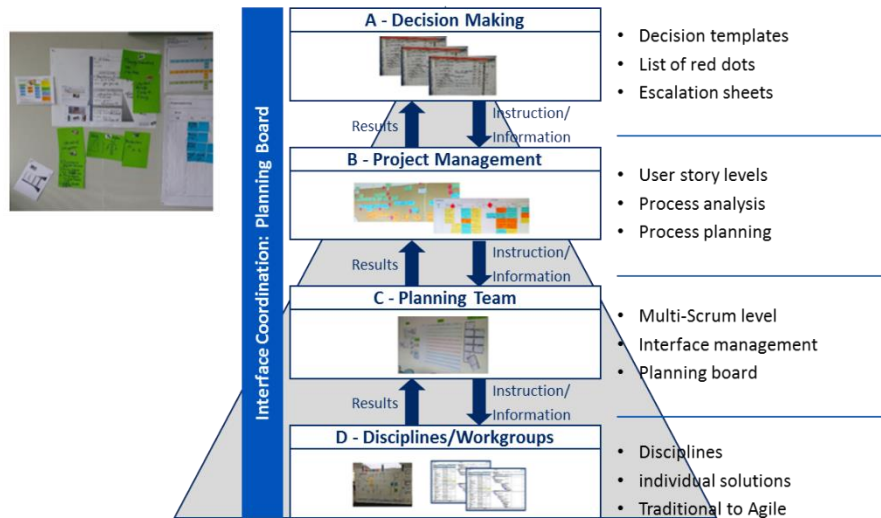 Interface Coordination: Planning Board
A - Decision Making
Results
Instruction/
Information
B - Project Management
Results
Instruction/
Information
C - Planning Team
Results
Instruction/
Information
D - Disciplines/Workgroups
• Decision templates
• List of red dots
• Escalation sheets
• User story levels
• Process analysis
• Process planning
• Multi-Scrum level
• Interface management
• Planning board
• Disciplines
• individual solutions
• Traditional to Agile